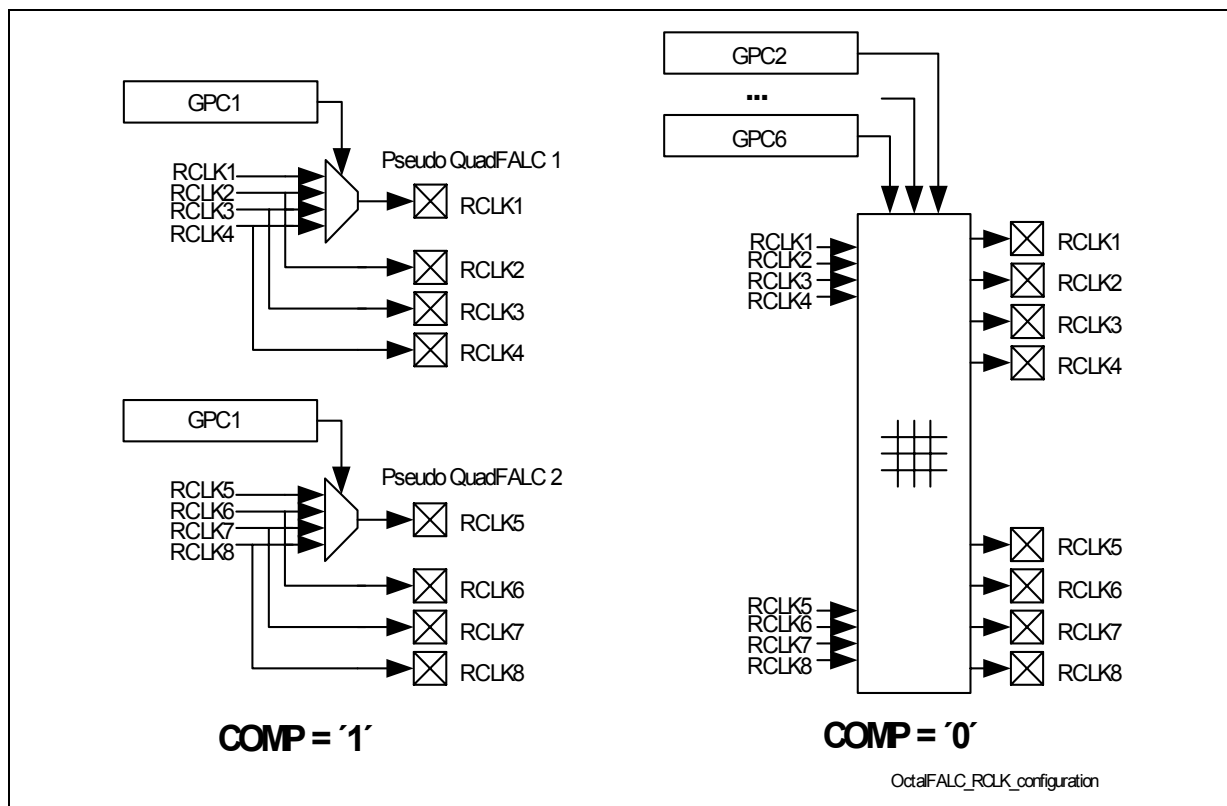 GPC1
RCLK1
RCLK2
RCLK3
RCLK4
Pseudo QuadFALC 1
RCLK1
RCLK2
RCLK3
RCLK4
GPC1
RCLK5
RCLK6
RCLK7
RCLK8
Pseudo QuadFALC 2
RCLK5
RCLK6
RCLK7
RCLK8
COMP = ´1´
GPC2
...
GPC6
RCLK1
RCLK2
RCLK3
RCLK4
RCLK1
RCLK2
RCLK3
RCLK4
RCLK5
RCLK6
RCLK7
RCLK8
RCLK5
RCLK6
RCLK7
RCLK8
COMP = ´0´
OctalFALC_RCLK_configuration